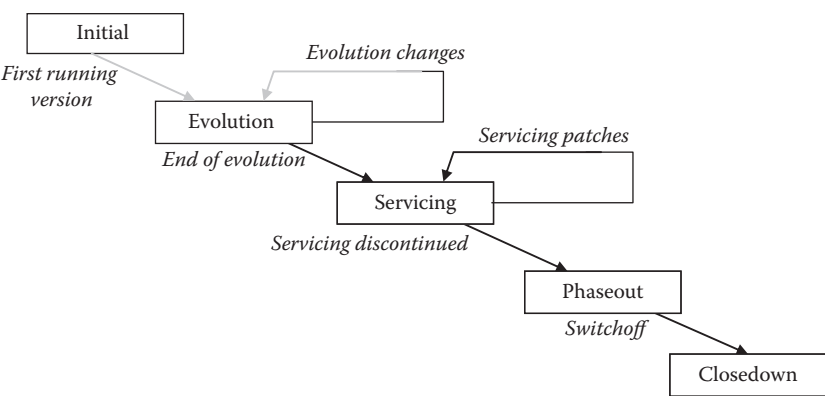 Initial
Evolution changes
First running
version
Evolution
Servicing patches
End of evolution
Servicing
Servicing discontinued
Phaseout
Switchoff
Closedown